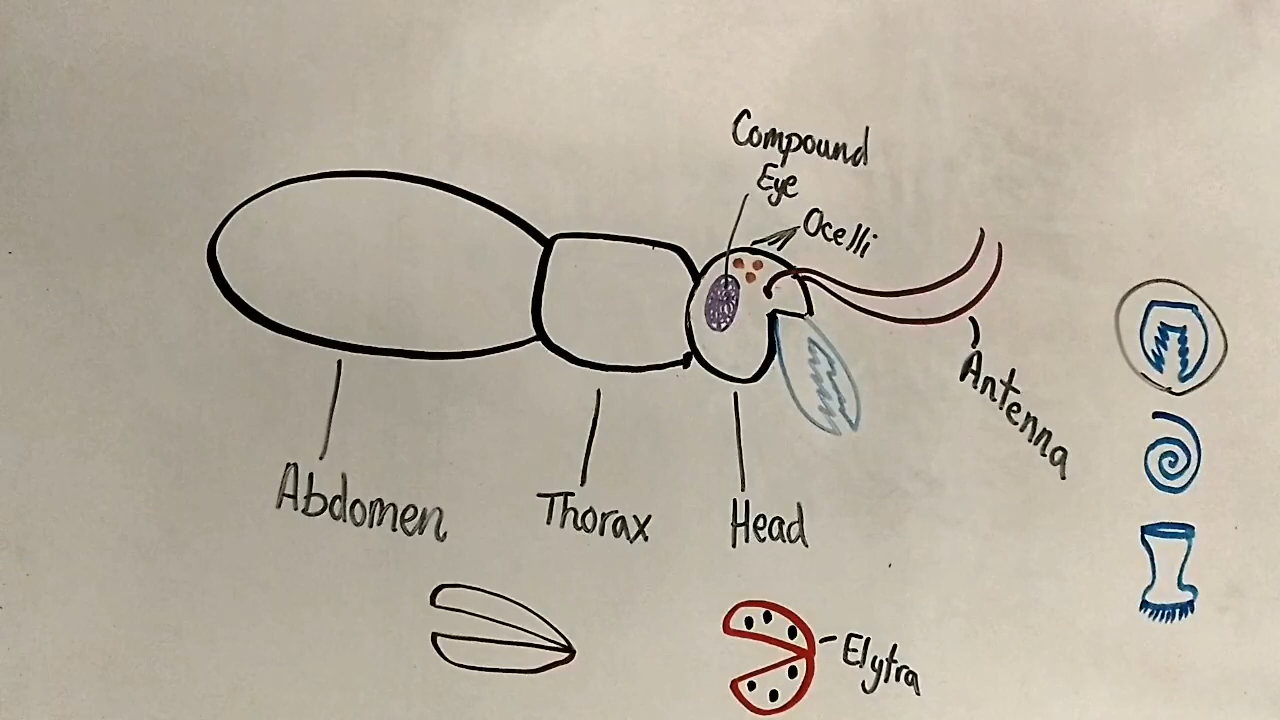 Compound
Eye
Ocelli
Antenna
Abdomen
Thorax
Head
Elytra